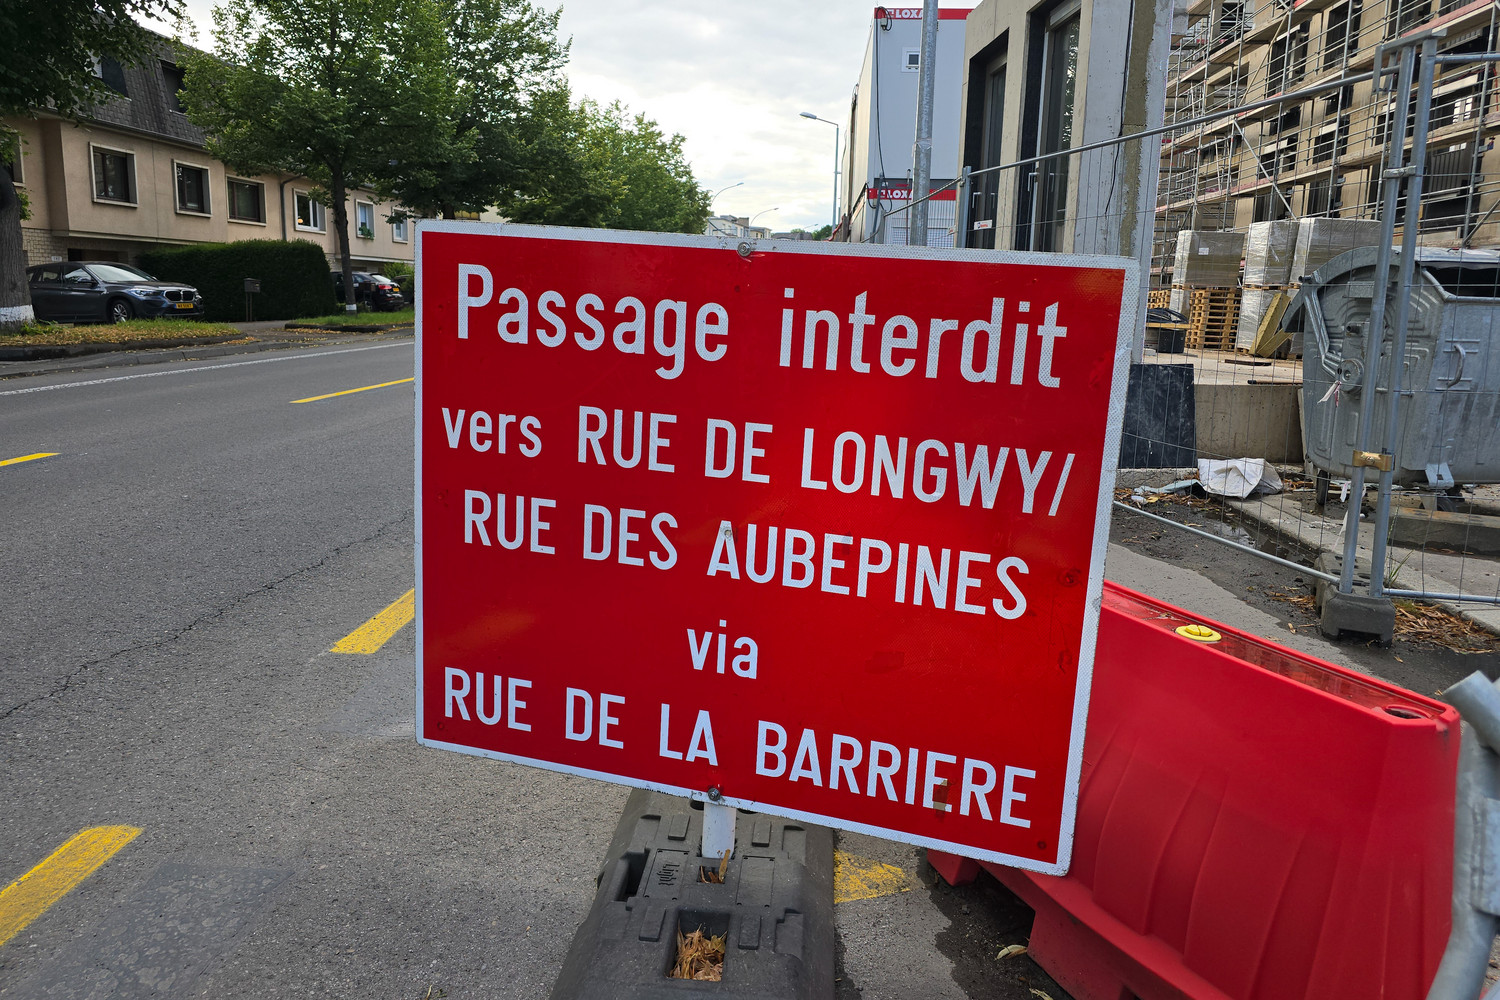 Passage interdit
vers RUE DE LONGWY/
RUE DES AUBEPINES
via
RUE DE LA BARRIERE